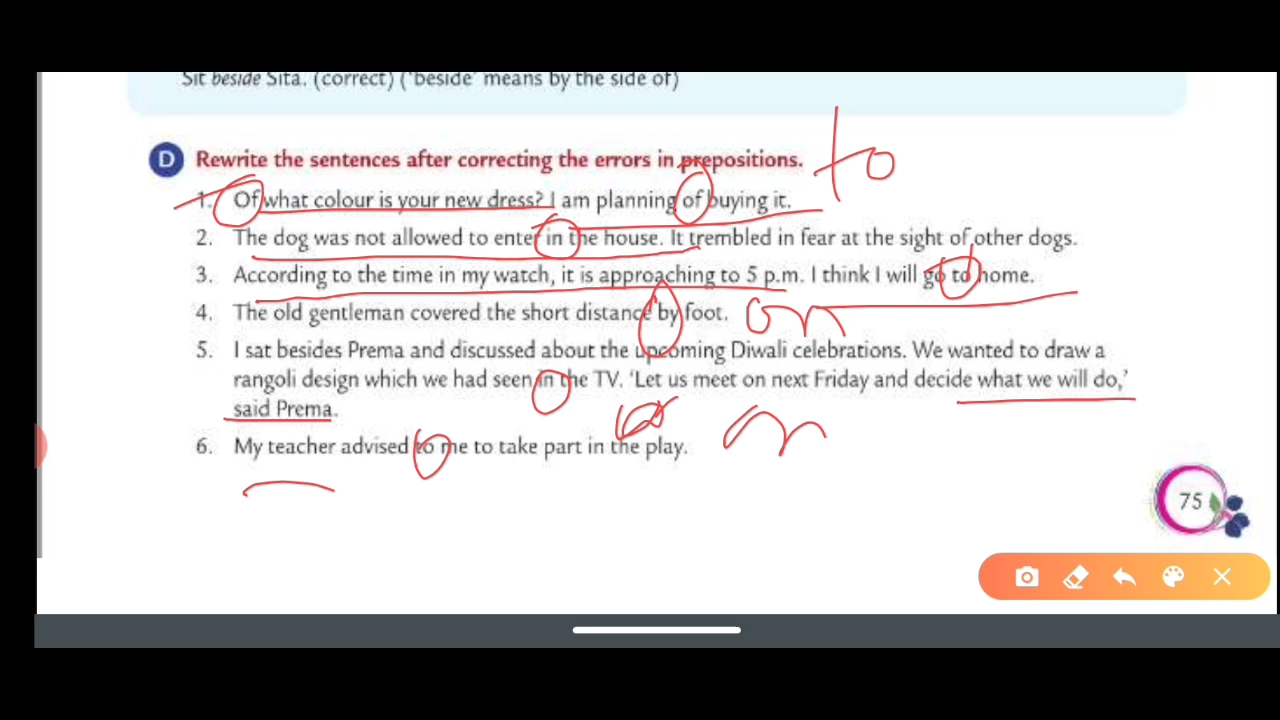 Sit beside Sita. (correct) ('beside' means by the side of)
D Rewrite the sentences after correcting the errors in prepositions.
to
1. Of what colour is your new dress? I am planning of buying it.
2. The dog was not allowed to enter in the house. It trembled in fear at the sight of other dogs.
3. According to the time in my watch, it is approaching to 5 p.m. I think I will go to home.
4. The old gentleman covered the short distance by foot.
on
5. I sat besides Prema and discussed about the upcoming Diwali celebrations. We wanted to draw a
rangoli design which we had seen in the TV. 'Let us meet on next Friday and decide what we will do,'
said Prema.
on
6. My teacher advised to me to take part in the play.
75